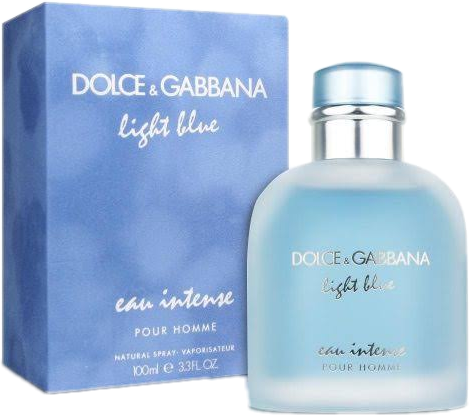 DOLCE & GABBANA
light blue
eau intense
POUR HOMME
NATURAL SPRAY- VAPORISATEUR
100ml ℮ 3.3FL.OZ
DOLCE & GABBANA
light blue
eau intense
POUR HOMME